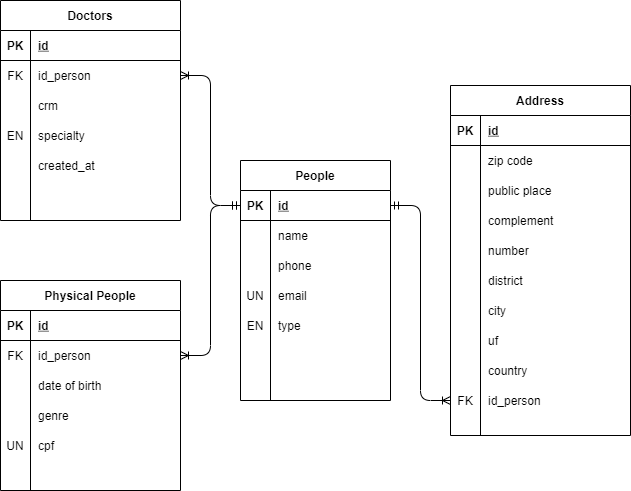 Doctors
PK id
FK id_person
crm
EN specialty
created_at
Physical People
PK id
FK id_person
date of birth
genre
UN cpf
People
PK id
name
phone
UN email
EN type
Address
PK id
zip code
public place
complement
number
district
city
uf
country
FK id_person